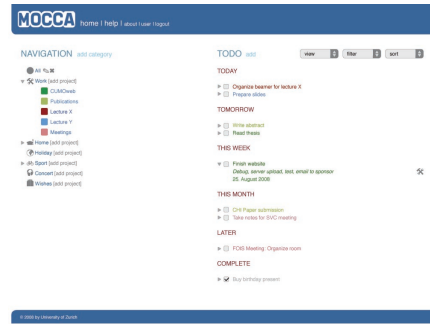 MOCCA home I help I about I user I logout
NAVIGATION add category
All
Work [add project]
CUMOweb
Publications
Lecture X
Lecture Y
Meetings
Home [add project]
Holiday [add project]
Sport [add project]
Concert [add project]
Wishes [add project]
TODO add view filter sort
TODAY
Organize beamer for lecture X
Prepare slides
TOMORROW
Write abstract
Read thesis
THIS WEEK
Finish website
Debug, server upload, test, email to sponsor
25. August 2006
THIS MONTH
CHI Paper submission
Take notes for SVC meeting
LATER
FOIS Meeting: Organize room
COMPLETE
Buy birthday present
© 2006 by University of Zurich